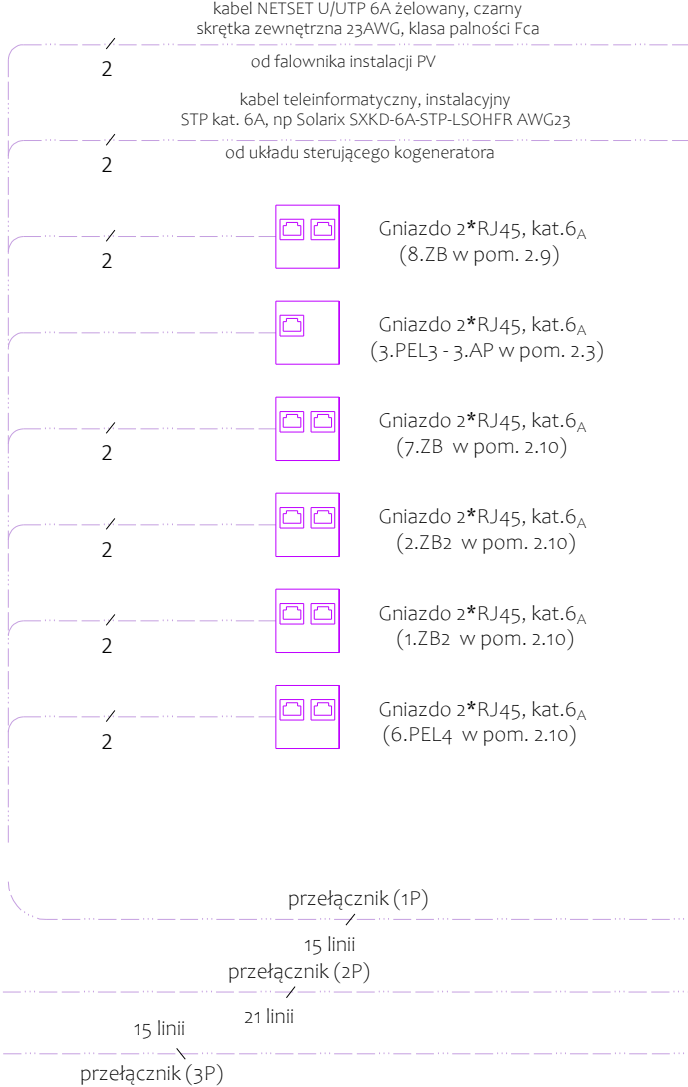 kabel NETSET U/UTP 6A żelowany, czarny
skrętka zewnętrzna 23AWG, klasa palności Fca
2
od falownika instalacji PV
kabel teleinformatyczny, instalacyjny
STP kat. 6A, np Solarix SXKD-6A-STP-LSOHFR AWG23
2
od układu sterującego kogeneratora
Gniazdo 2*RJ45, kat.6A
(8.ZB w pom. 2.9)
2
Gniazdo 2*RJ45, kat.6A
(3.PEL3 - 3.AP w pom. 2.3)
Gniazdo 2*RJ45, kat.6A
(7.ZB w pom. 2.10)
2
Gniazdo 2*RJ45, kat.6A
(2.ZB2 w pom. 2.10)
2
Gniazdo 2*RJ45, kat.6A
(1.ZB2 w pom. 2.10)
2
Gniazdo 2*RJ45, kat.6A
(6.PEL4 w pom. 2.10)
2
przełącznik (1P)
15 linii
przełącznik (2P)
21 linii
15 linii
przełącznik (3P)